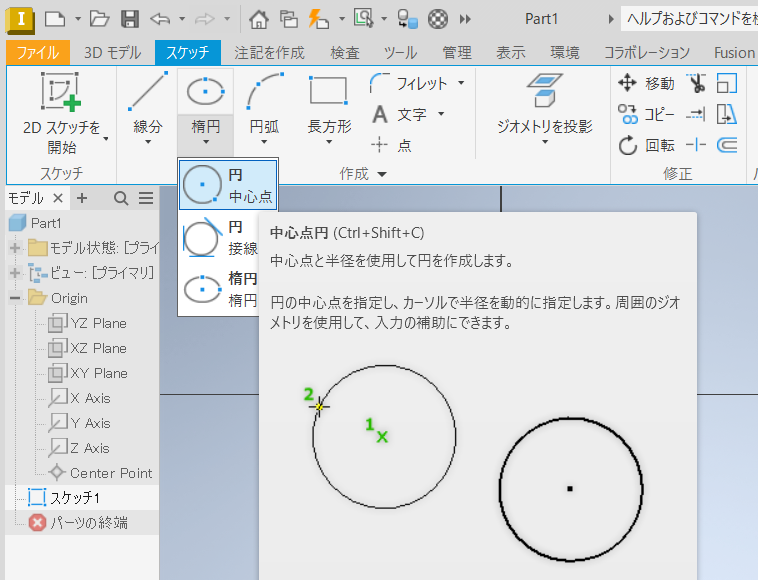 I
Part1
ヘルプおよびコマンドを検
ファイル
3D モデル
スケッチ
注記を作成
検査
ツール
管理
表示
環境
コラボレーション
Fusion
2D スケッチを
開始
線分
楕円
円弧
長方形
フィレット
文字
点
ジオメトリを投影
移動
コピー
回転
スケッチ
作成
修正
円
中心点
円
接線
楕円
楕円
モデル
Part1
モデル状態: [プライ
ビュー: [プライマリ]
Origin
YZ Plane
XZ Plane
XY Plane
X Axis
Y Axis
Z Axis
Center Point
スケッチ1
パーツの終端
中心点円 (Ctrl+Shift+C)
中心点と半径を使用して円を作成します。
円の中心点を指定し、カーソルで半径を動的に指定します。周囲のジオ
メトリを使用して、入力の補助にできます。
2
1